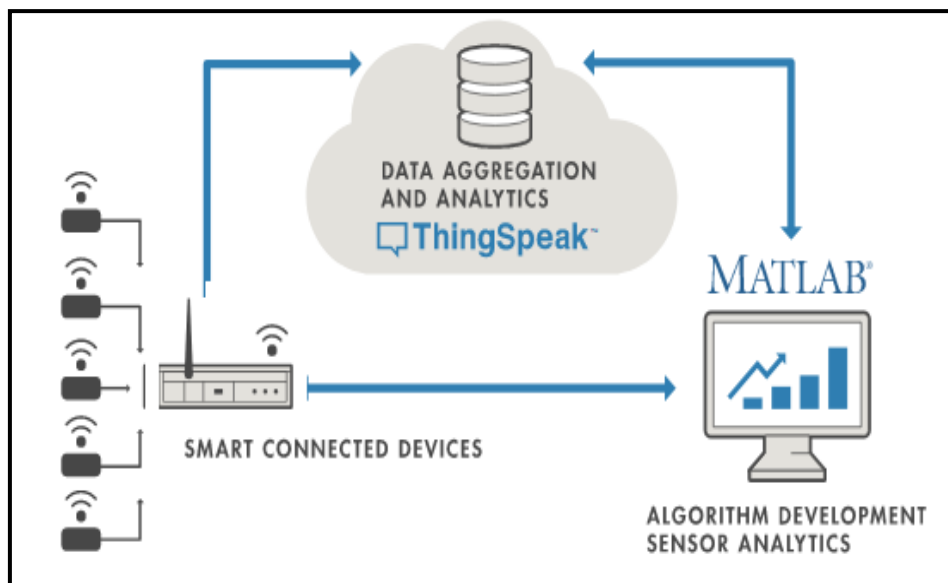 DATA AGGREGATION
AND ANALYTICS
ThingSpeak™
MATLAB®
SMART CONNECTED DEVICES
ALGORITHM DEVELOPMENT
SENSOR ANALYTICS